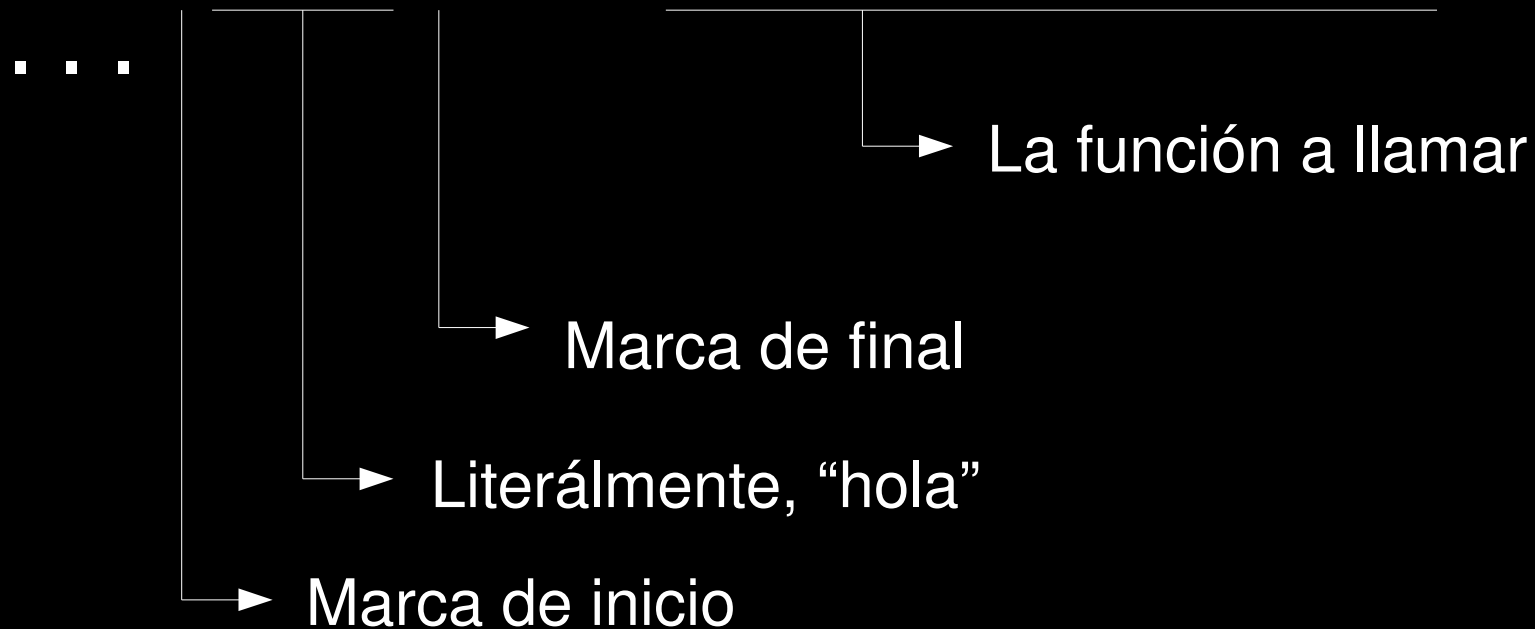 . . .
La función a llamar
Marca de final
Literálmente, “hola”
Marca de inicio